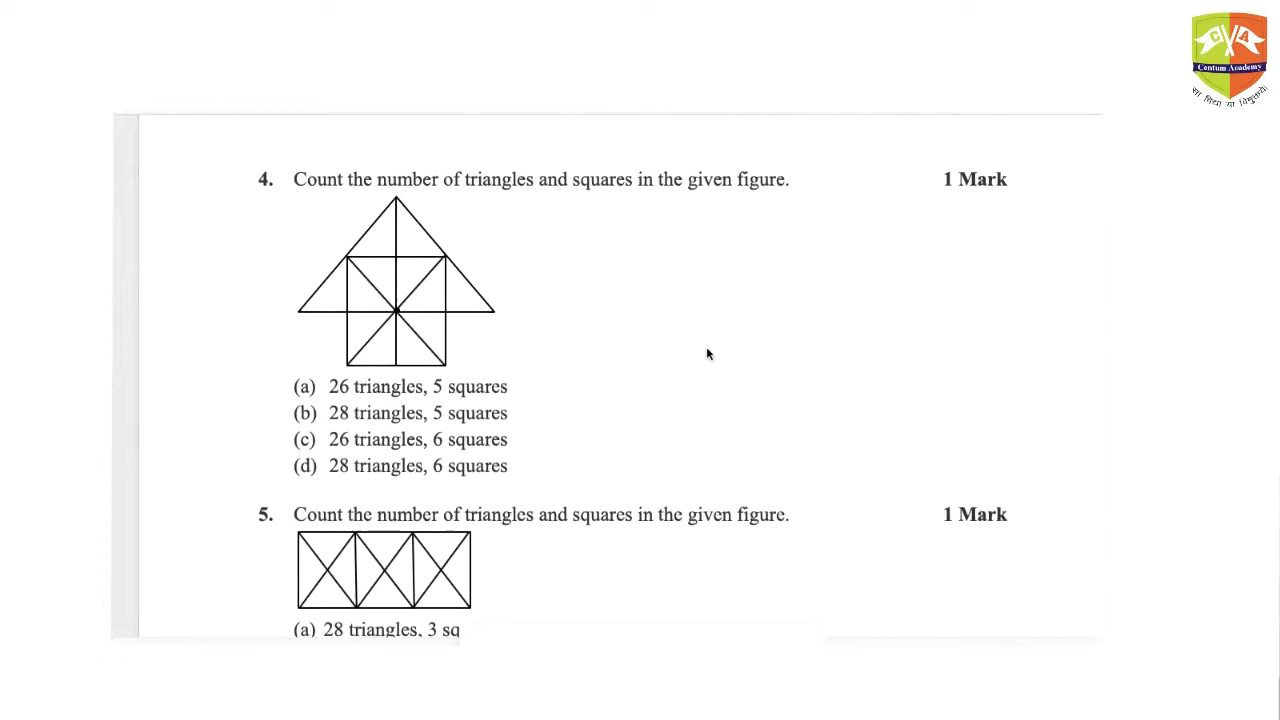 C A
Centum Academy
सा विद्या या विमुक्तये
4. Count the number of triangles and squares in the given figure. 1 Mark
(a) 26 triangles, 5 squares
(b) 28 triangles, 5 squares
(c) 26 triangles, 6 squares
(d) 28 triangles, 6 squares
5. Count the number of triangles and squares in the given figure. 1 Mark
(a) 28 triangles, 3 sq